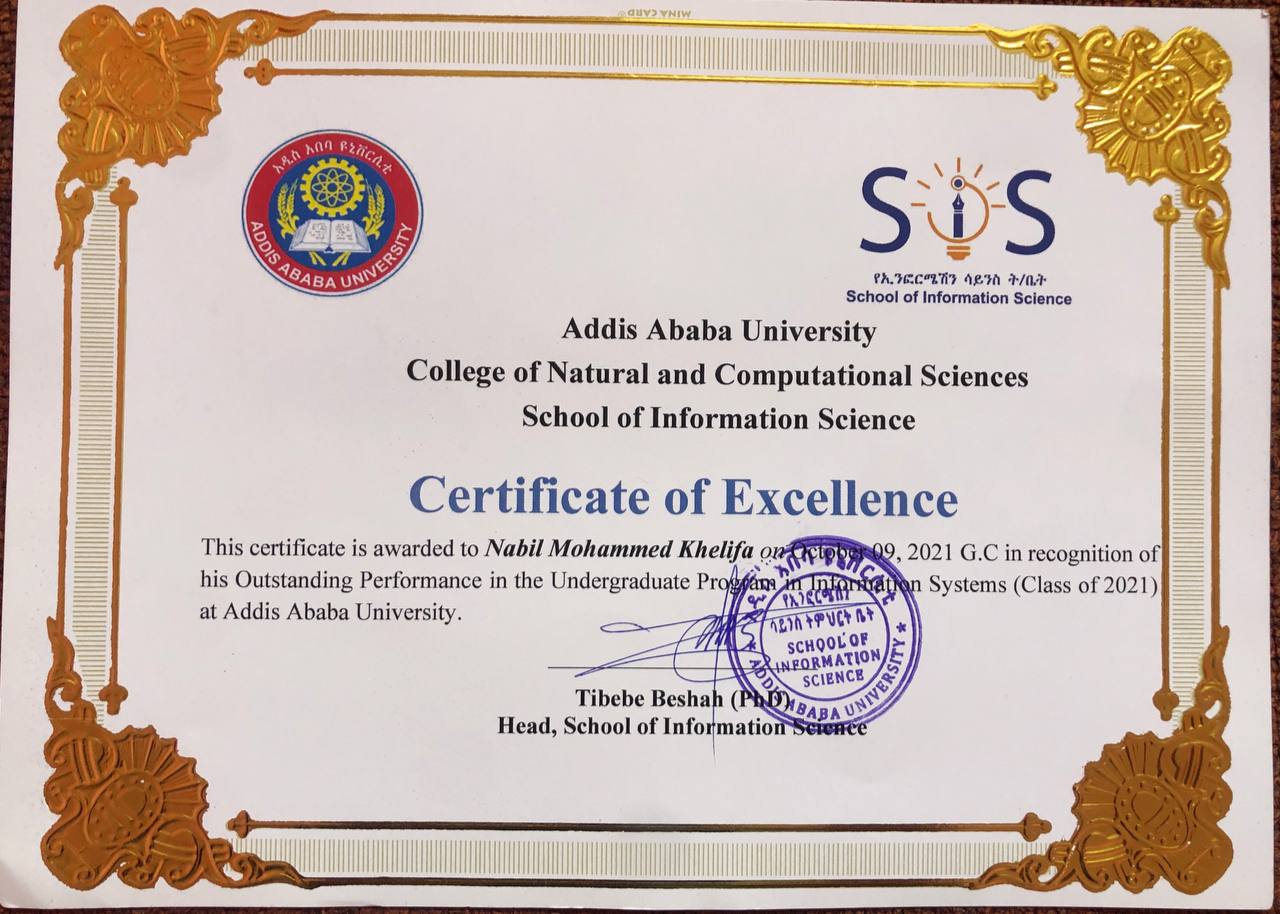 MINA CARD®
አዲስ አበባ ዩኒቨርሲቲ
ADDIS ABABA UNIVERSITY
SiS
የኢንፎርሜሽን ሳይንስ ት/ቤት
School of Information Science
Addis Ababa University
College of Natural and Computational Sciences
School of Information Science
Certificate of Excellence
This certificate is awarded to Nabil Mohammed Khelifa on October 09, 2021 G.C in recognition of
his Outstanding Performance in the Undergraduate Program in Information Systems (Class of 2021)
at Addis Ababa University.
አበባ ዩኒቨርሲቲ
ሳይንስ ትምህርት ቤት
SCHOOL OF
INFORMATION
SCIENCE
ADDIS ABABA UNIVERSITY
Tibebe Beshah (PhD)
Head, School of Information Science